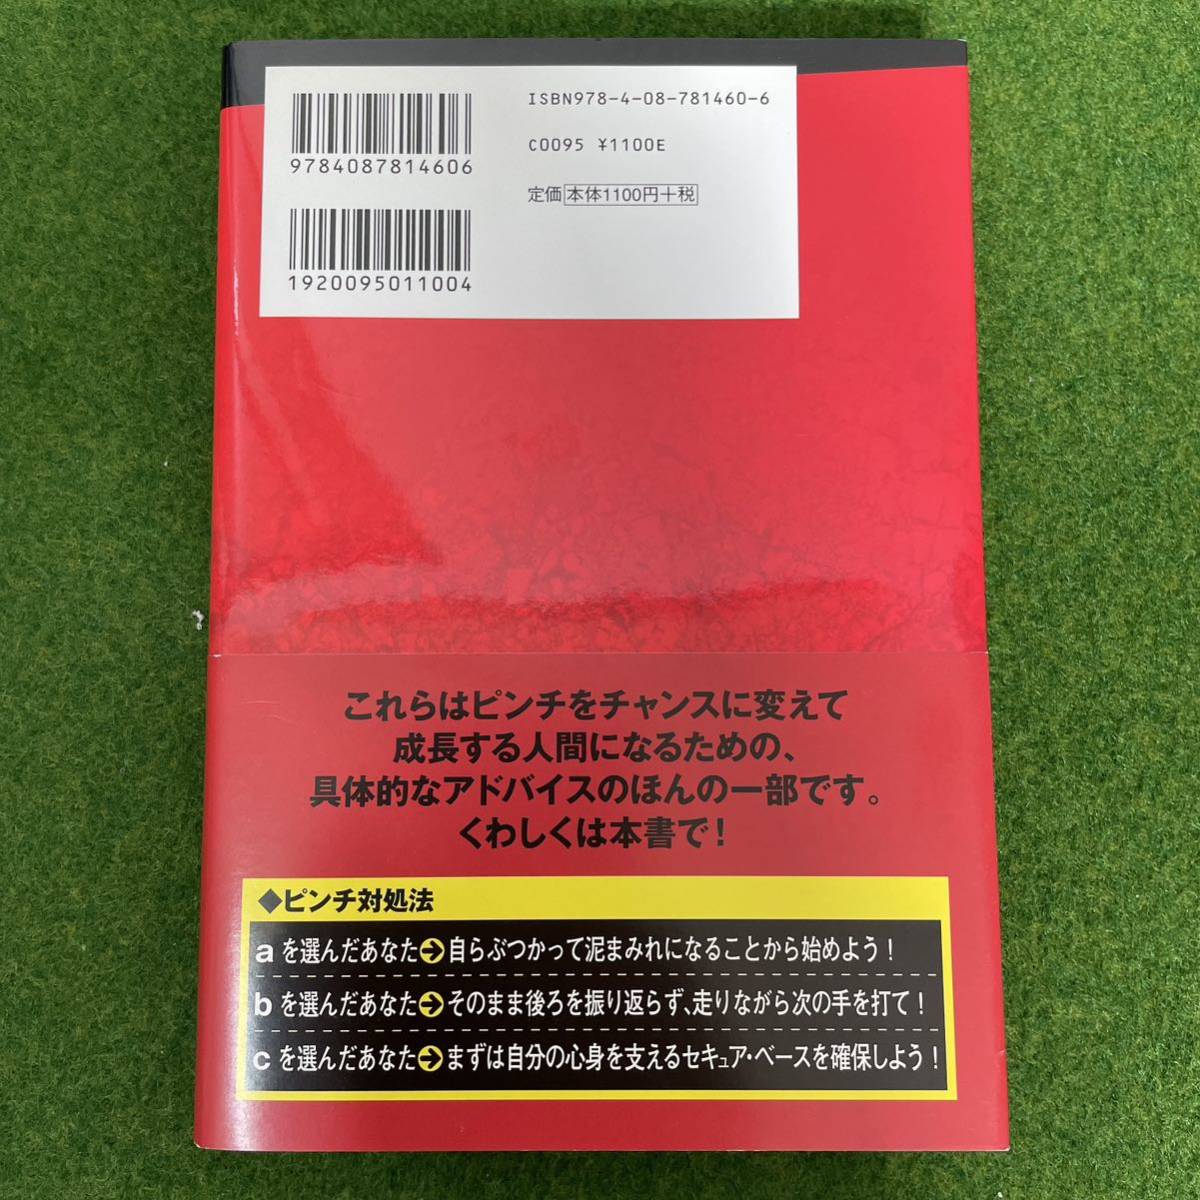 ISBN978-4-08-781460-6
C0095 ¥1100E
定価 本体1100円+税
9784087814606
1920095011004
これらはピンチをチャンスに変えて
成長する人間になるための、
具体的なアドバイスのほんの一部です。
くわしくは本書で!
◆ピンチ対処法
aを選んだあなた➔自らぶつかって泥まみれになることから始めよう!
bを選んだあなた➔そのまま後ろを振り返らず、走りながら次の手を打て!
cを選んだあなた➔まずは自分の心身を支えるセキュア・ベースを確保しよう!